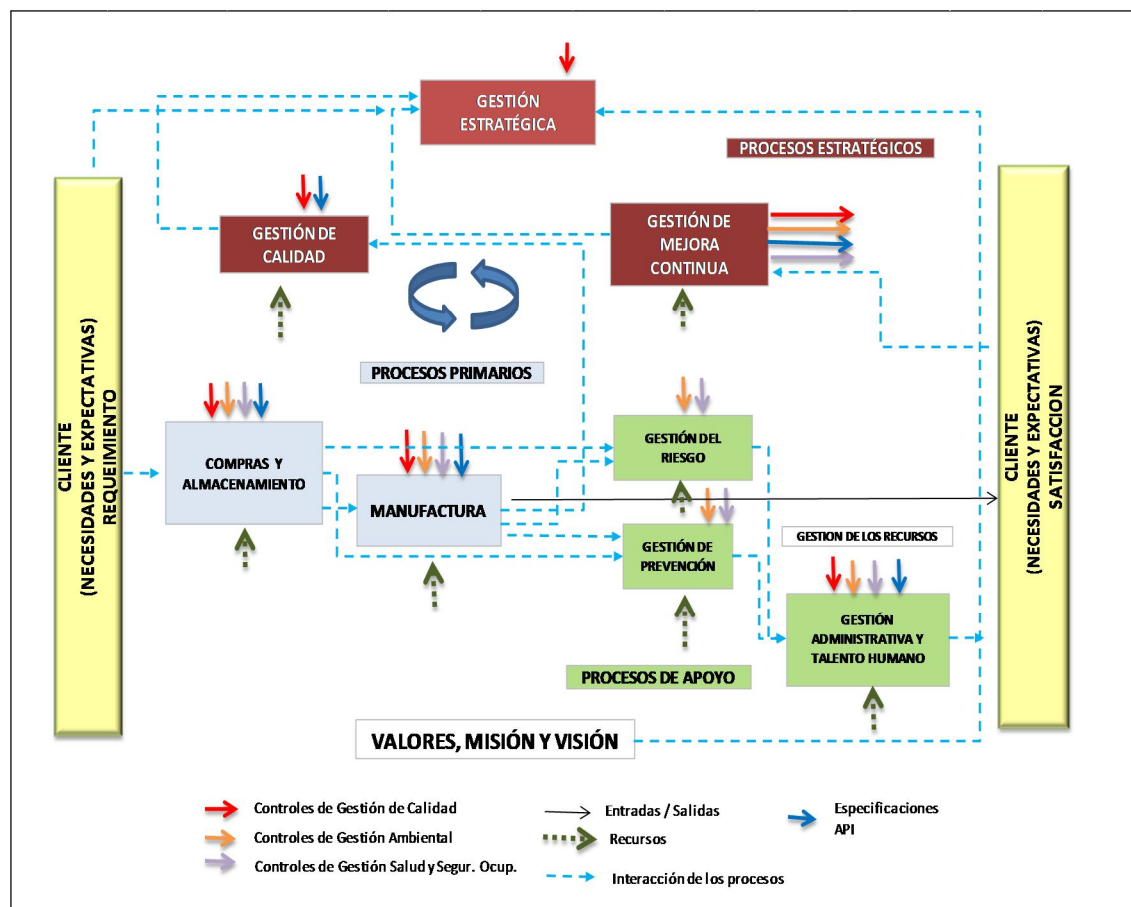 GESTIÓN
ESTRATÉGICA
PROCESOS ESTRATÉGICOS
GESTIÓN DE
CALIDAD
GESTIÓN DE
MEJORA
CONTINUA
CLIENTE
(NECESIDADES Y EXPECTATIVAS)
REQUEIMIENTO
PROCESOS PRIMARIOS
COMPRAS Y
ALMACENAMIENTO
MANUFACTURA
GESTIÓN DEL
RIESGO
GESTIÓN DE
PREVENCIÓN
GESTION DE LOS RECURSOS
GESTIÓN
ADMINISTRATIVA Y
TALENTO HUMANO
PROCESOS DE APOYO
VALORES, MISIÓN Y VISIÓN
CLIENTE
(NECESIDADES Y EXPECTATIVAS)
SATISFACCION
Controles de Gestión de Calidad
Controles de Gestión Ambiental
Controles de Gestión Salud y Segur. Ocup.
Entradas / Salidas
Recursos
Interacción de los procesos
Especificaciones
API